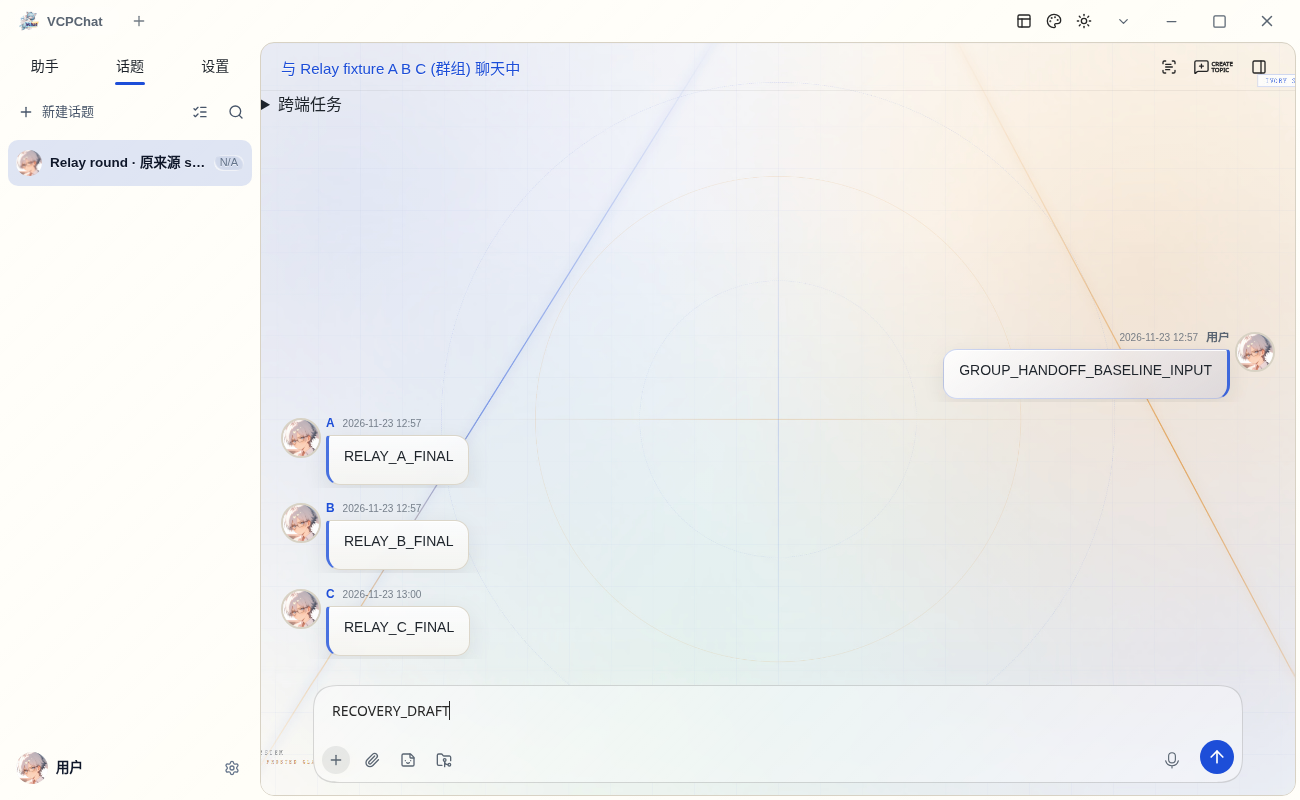 VCPChat
助手 话题 设置
新建话题
Relay round · 原来源 s... N/A
用户
与 Relay fixture A B C (群组) 聊天中
CREATE
TOPIC
跨端任务
2026-11-23 12:57 用户
GROUP_HANDOFF_BASELINE_INPUT
A 2026-11-23 12:57
RELAY_A_FINAL
B 2026-11-23 12:57
RELAY_B_FINAL
C 2026-11-23 13:00
RELAY_C_FINAL
RECOVERY_DRAFT